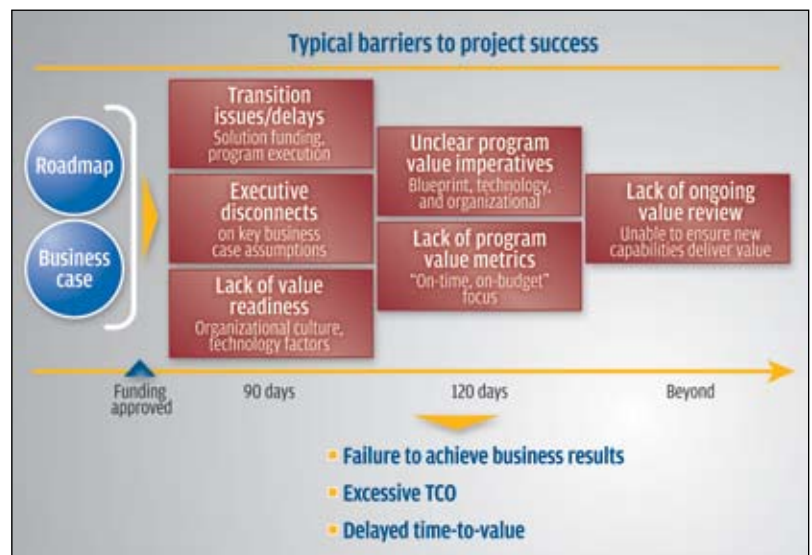 Typical barriers to project success
Roadmap
Business
case
Transition
issues/delays
Solution funding,
program execution
Executive
disconnects
on key business
case assumptions
Lack of value
readiness
Organizational culture,
technology factors
Unclear program
value imperatives
Blueprint, technology,
and organizational
Lack of program
value metrics
"On-time, on-budget"
focus
Lack of ongoing
value review
Unable to ensure new
capabilities deliver value
Funding
approved
90 days
120 days
Beyond
Failure to achieve business results
Excessive TCO
Delayed time-to-value